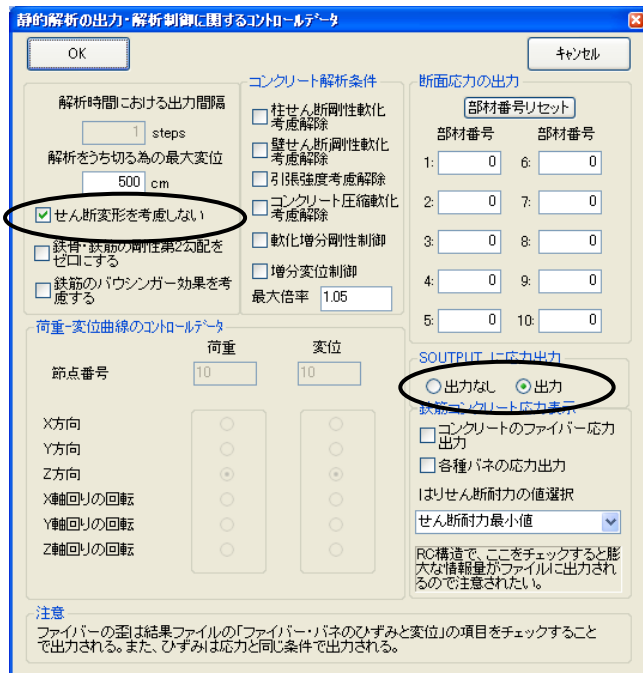 静的解析の出力・解析制御に関するコントロールデータ
OK
キャンセル
解析時間における出力間隔
1 steps
解析をうち切る為の最大変位
500 cm
せん断変形を考慮しない
鉄骨・鉄筋の剛性第2勾配を
ゼロにする
鉄筋のバウシンガー効果を考
慮する
コンクリート解析条件
柱せん断剛性軟化
考慮解除
壁せん断剛性軟化
考慮解除
引張強度考慮解除
コンクリート圧縮軟化
考慮解除
軟化増分剛性制御
増分変位制御
最大倍率 1.05
断面応力の出力
部材番号リセット
部材番号 部材番号
1: 0 6: 0
2: 0 7: 0
3: 0 8: 0
4: 0 9: 0
5: 0 10: 0
荷重-変位曲線のコントロールデータ
荷重 変位
節点番号 10 10
X方向
Y方向
Z方向
X軸回りの回転
Y軸回りの回転
Z軸回りの回転
SOUTPUT に応力出力
出力なし 出力
鉄筋コンクリート応力表示
コンクリートのファイバー応力
出力
各種バネの応力出力
はりせん断耐力の値選択
せん断耐力最小値
RC構造で、ここをチェックすると膨
大な情報量がファイルに出力され
るので注意されたい。
注意
ファイバーの歪は結果ファイルの「ファイバー・バネのひずみと変位」の項目をチェックすること
で出力される。また、ひずみは応力と同じ条件で出力される。